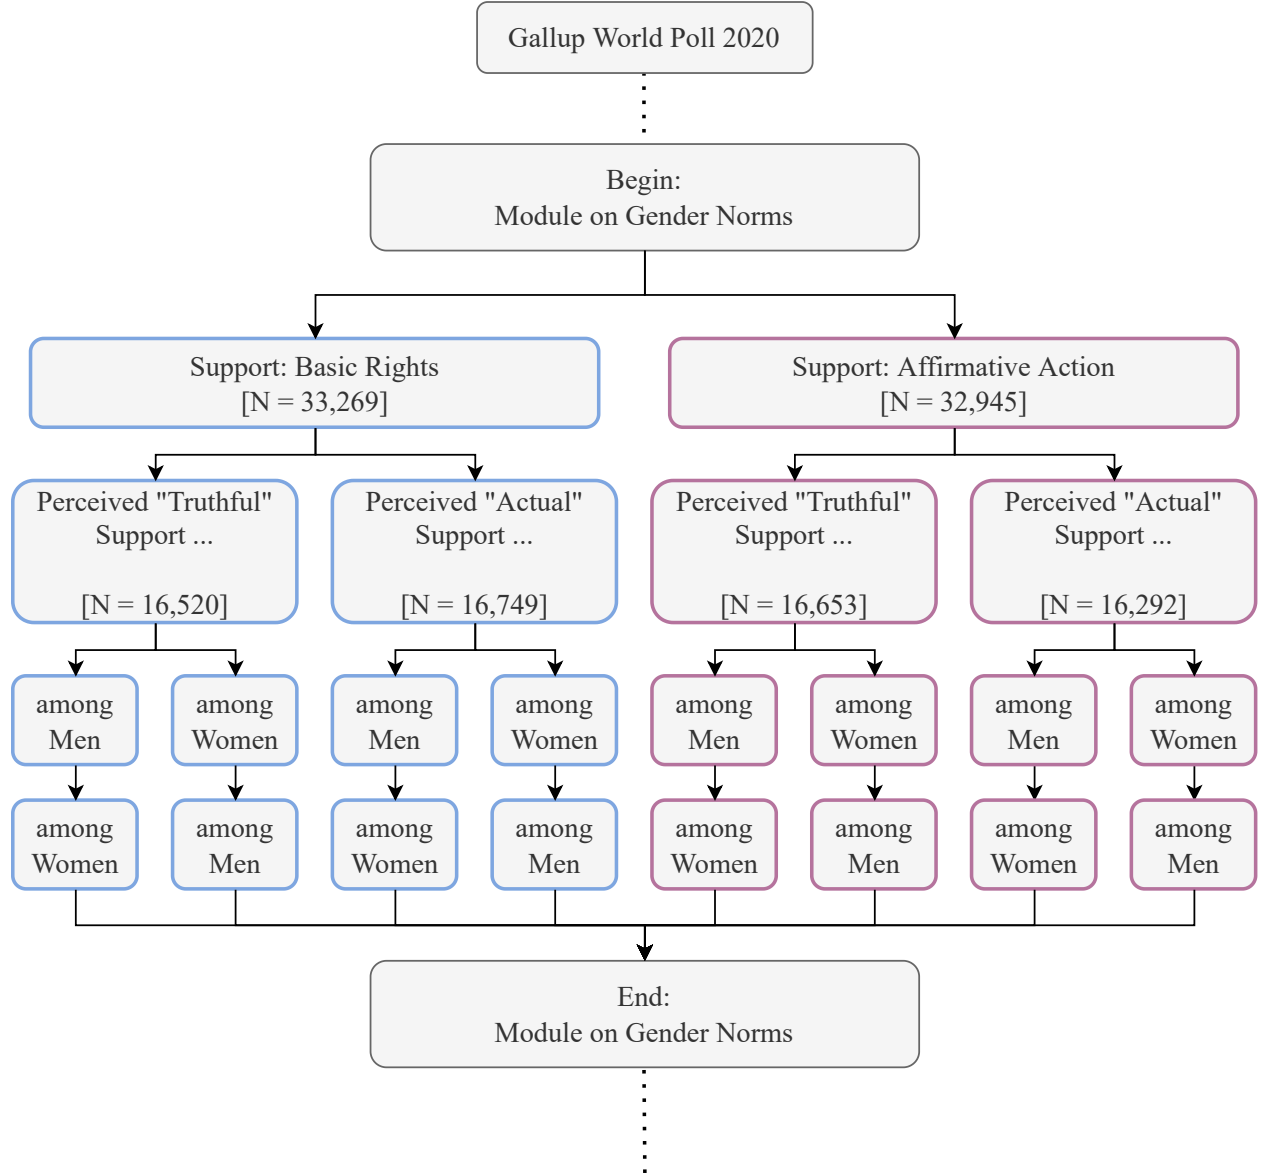 Gallup World Poll 2020
Begin:
Module on Gender Norms
Support: Basic Rights
[N = 33,269]
Support: Affirmative Action
[N = 32,945]
Perceived "Truthful"
Support ...
[N = 16,520]
Perceived "Actual"
Support ...
[N = 16,749]
Perceived "Truthful"
Support ...
[N = 16,653]
Perceived "Actual"
Support ...
[N = 16,292]
among
Men
among
Women
among
Men
among
Women
among
Men
among
Women
among
Men
among
Women
among
Women
among
Men
among
Women
among
Men
among
Women
among
Men
among
Women
among
Men
End:
Module on Gender Norms